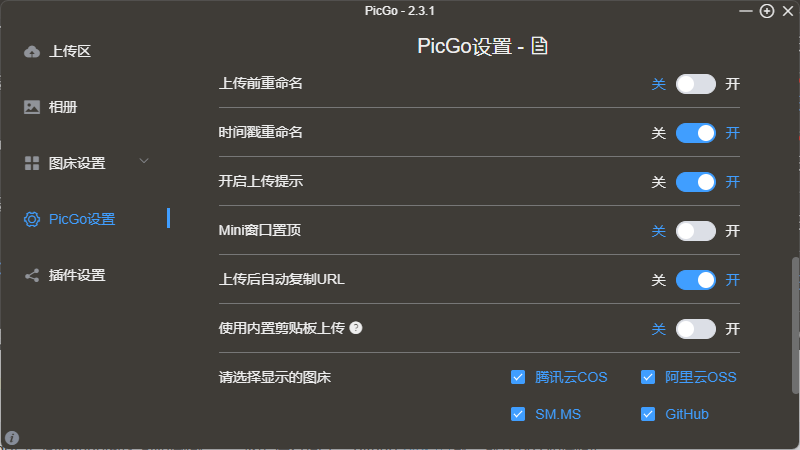 PicGo - 2.3.1
上传区
相册
图床设置
PicGo设置
插件设置
PicGo设置 -
上传前重命名 关 开
时间戳重命名 关 开
开启上传提示 关 开
Mini窗口置顶 关 开
上传后自动复制URL 关 开
使用内置剪贴板上传 ? 关 开
请选择显示的图床 腾讯云COS 阿里云OSS
SM.MS GitHub